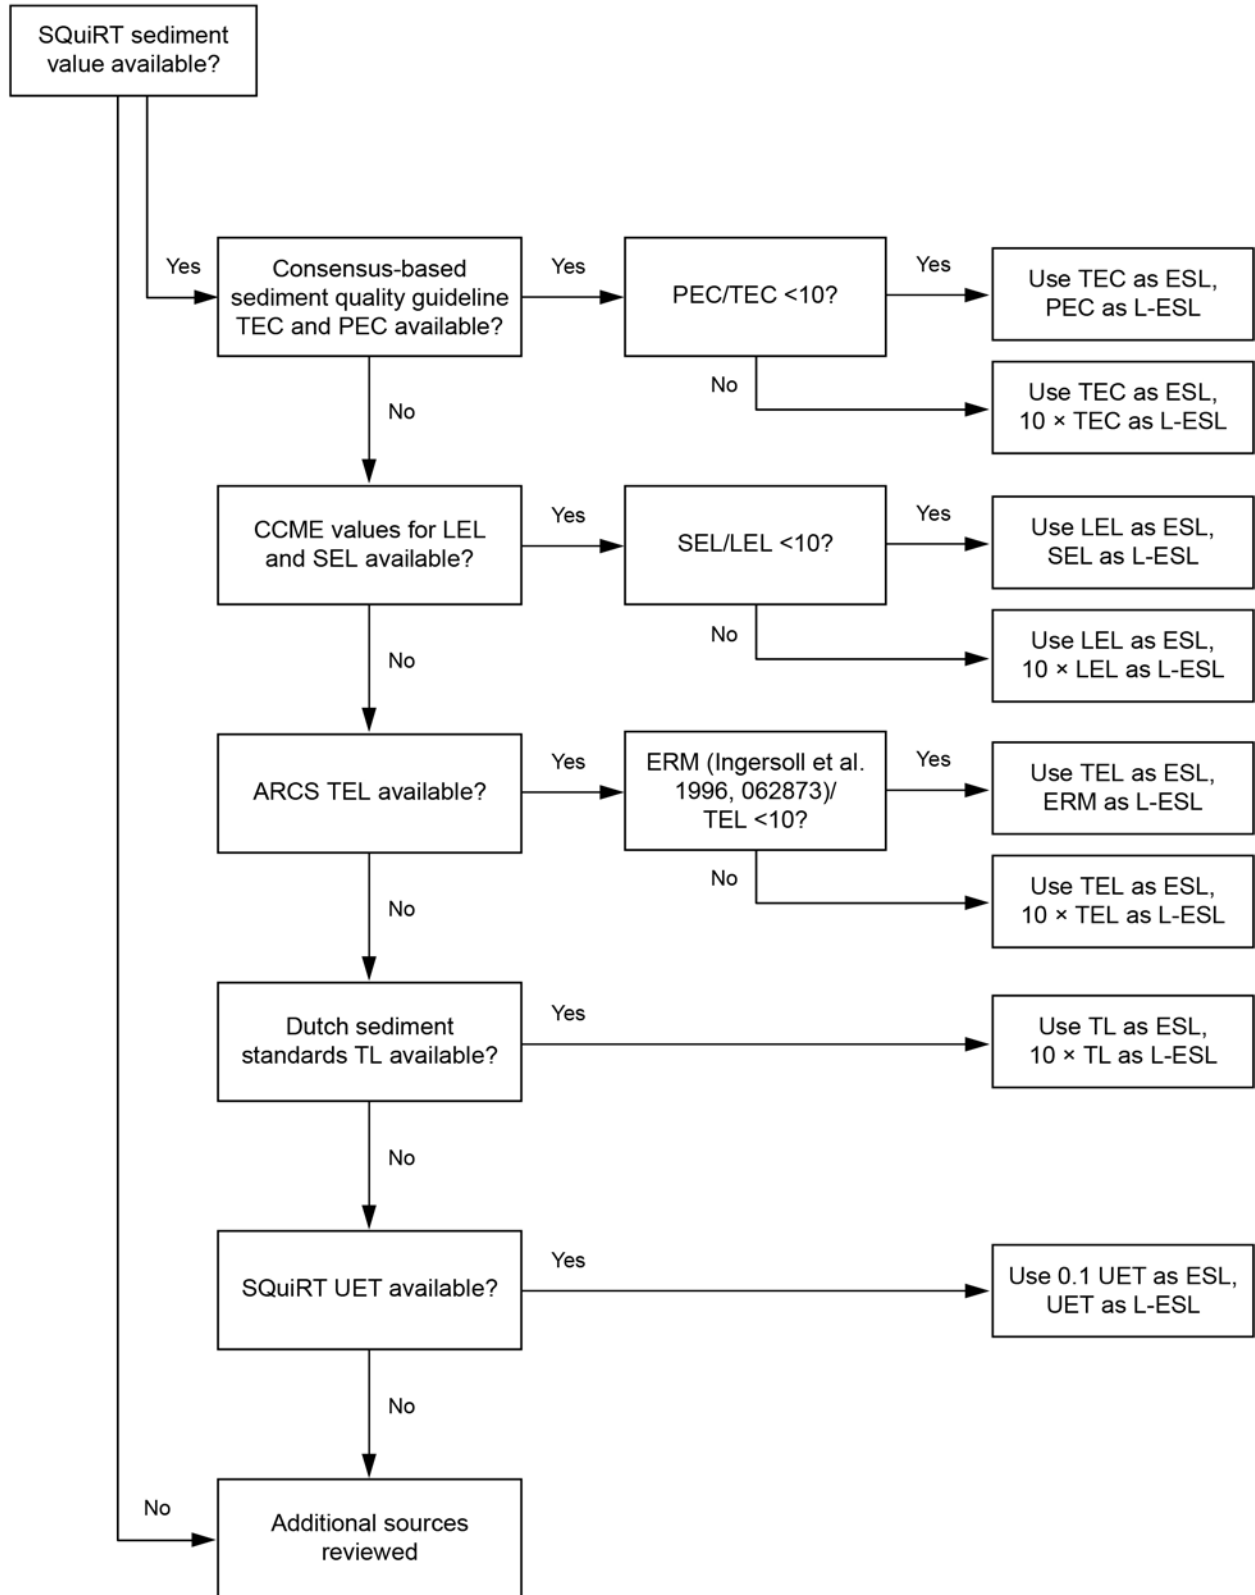 SQuiRT sediment
value available?
Yes
Consensus-based
sediment quality guideline
TEC and PEC available?
Yes
PEC/TEC <10?
Yes
Use TEC as ESL,
PEC as L-ESL
No
Use TEC as ESL,
10 × TEC as L-ESL
No
CCME values for LEL
and SEL available?
Yes
SEL/LEL <10?
Yes
Use LEL as ESL,
SEL as L-ESL
No
Use LEL as ESL,
10 × LEL as L-ESL
No
ARCS TEL available?
Yes
ERM (Ingersoll et al.
1996, 062873)/
TEL <10?
Yes
Use TEL as ESL,
ERM as L-ESL
No
Use TEL as ESL,
10 × TEL as L-ESL
No
Dutch sediment
standards TL available?
Yes
Use TL as ESL,
10 × TL as L-ESL
No
SQuiRT UET available?
Yes
Use 0.1 UET as ESL,
UET as L-ESL
No
No
Additional sources
reviewed